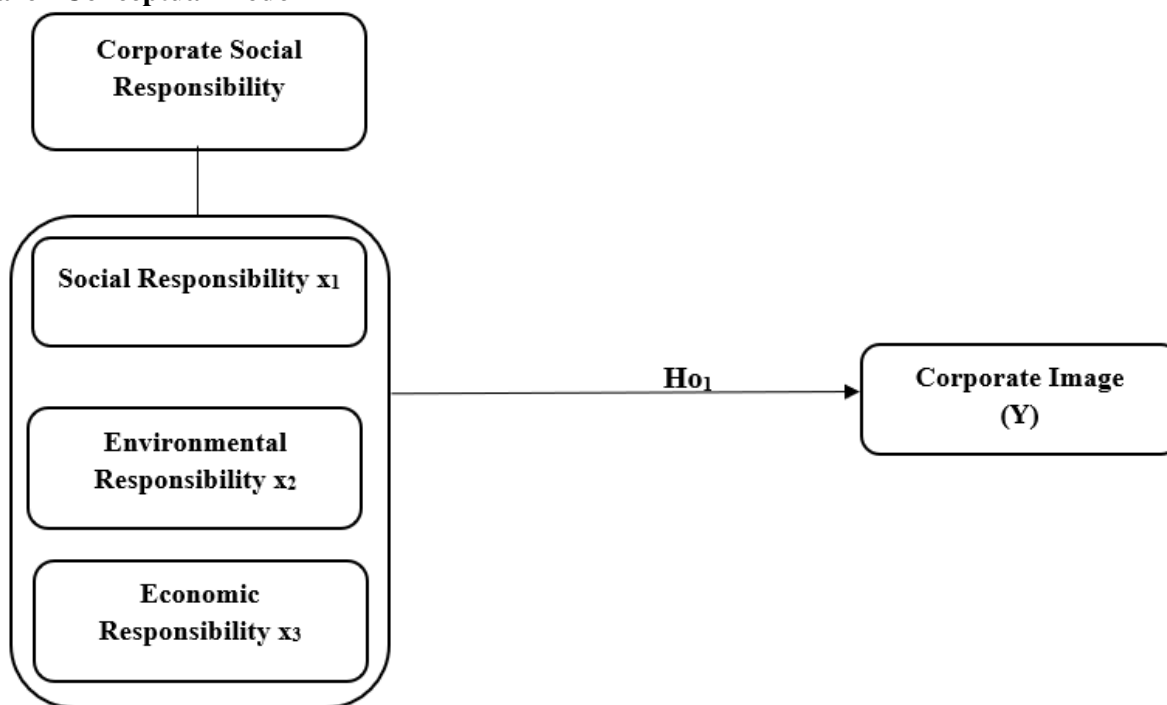 Corporate Social
Responsibility
Social Responsibility x₁
Environmental
Responsibility x₂
Economic
Responsibility x₃
Ho₁
Corporate Image
(Y)